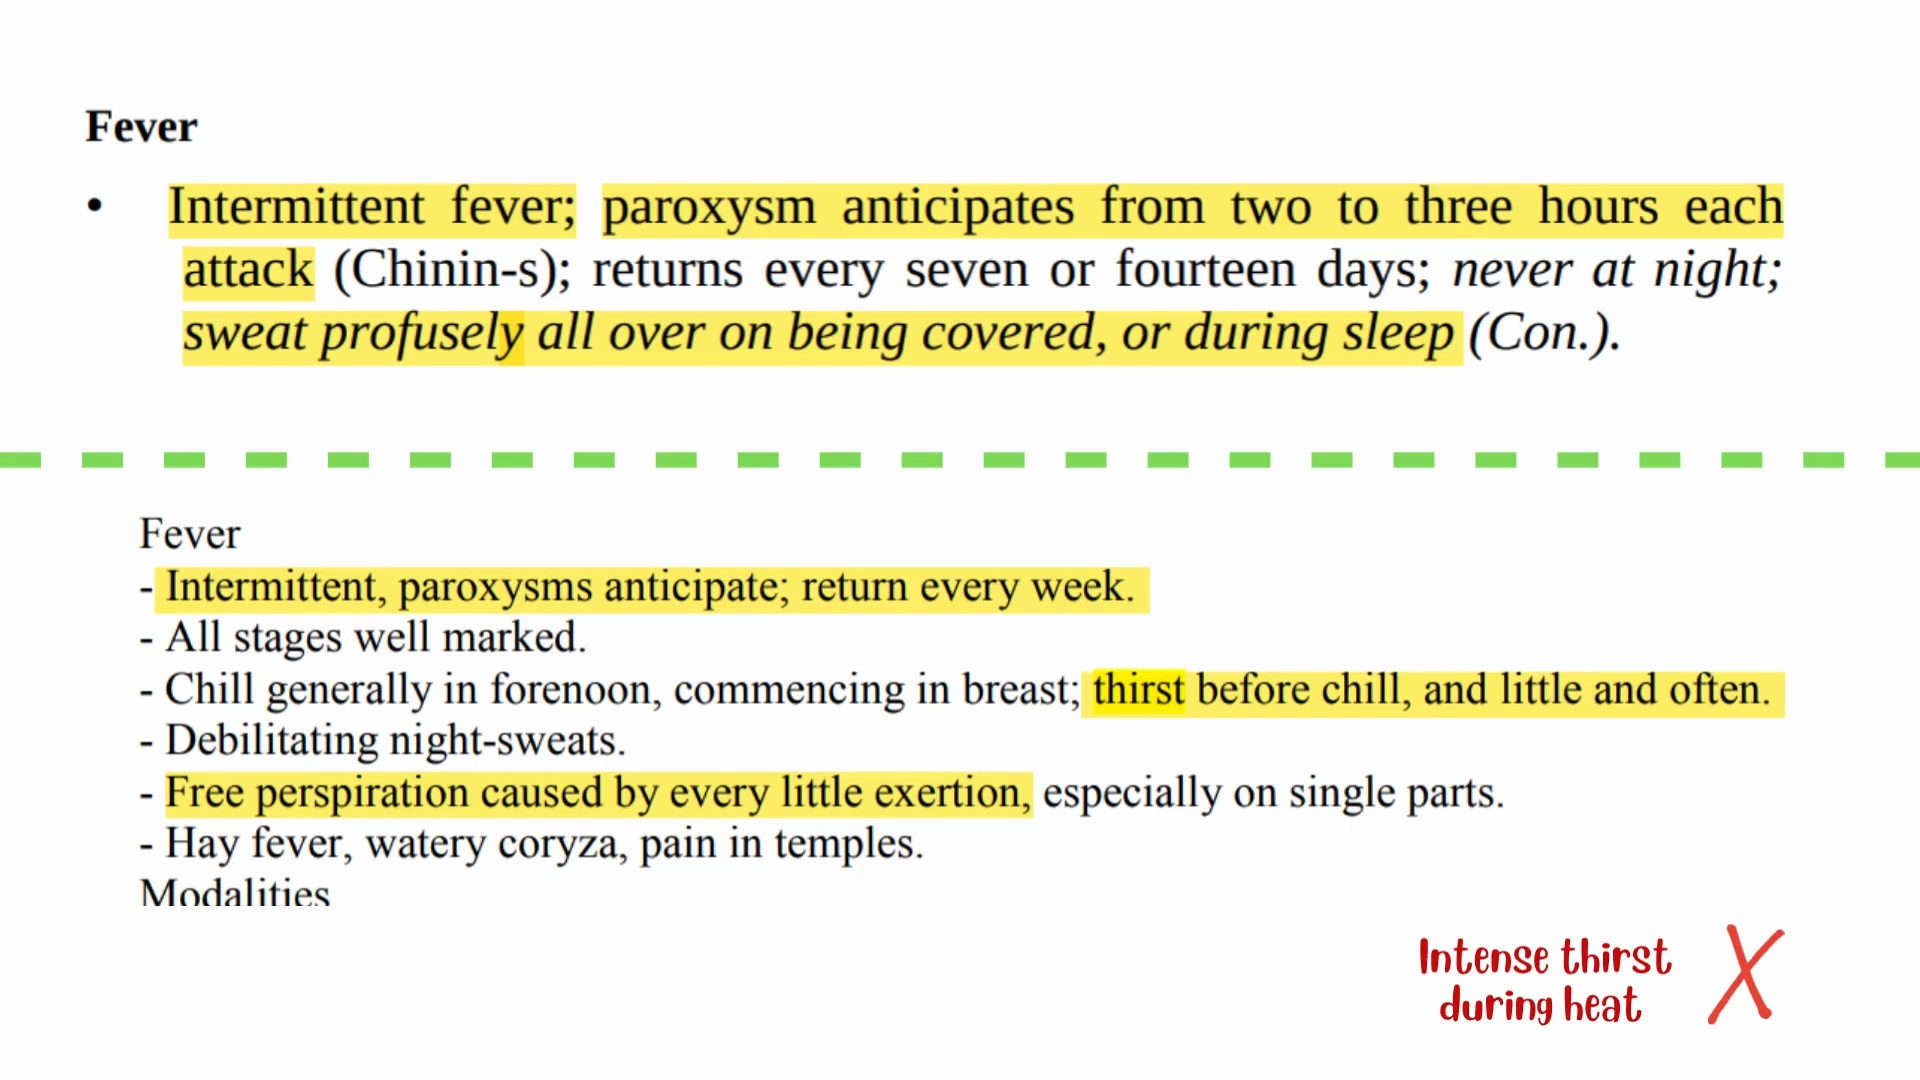 Fever
• Intermittent fever; paroxysm anticipates from two to three hours each
attack (Chinin-s); returns every seven or fourteen days; never at night;
sweat profusely all over on being covered, or during sleep (Con.).
Fever
- Intermittent, paroxysms anticipate; return every week.
- All stages well marked.
- Chill generally in forenoon, commencing in breast; thirst before chill, and little and often.
- Debilitating night-sweats.
- Free perspiration caused by every little exertion, especially on single parts.
- Hay fever, watery coryza, pain in temples.
Modalities
Intense thirst
during heat